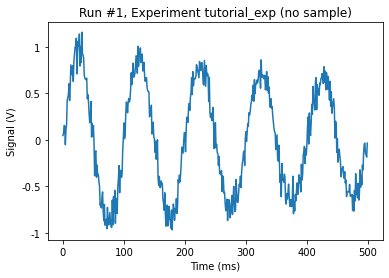 Run #1, Experiment tutorial_exp (no sample)
Signal (V)
1
0.5
0
-0.5
-1
0 100 200 300 400 500
Time (ms)